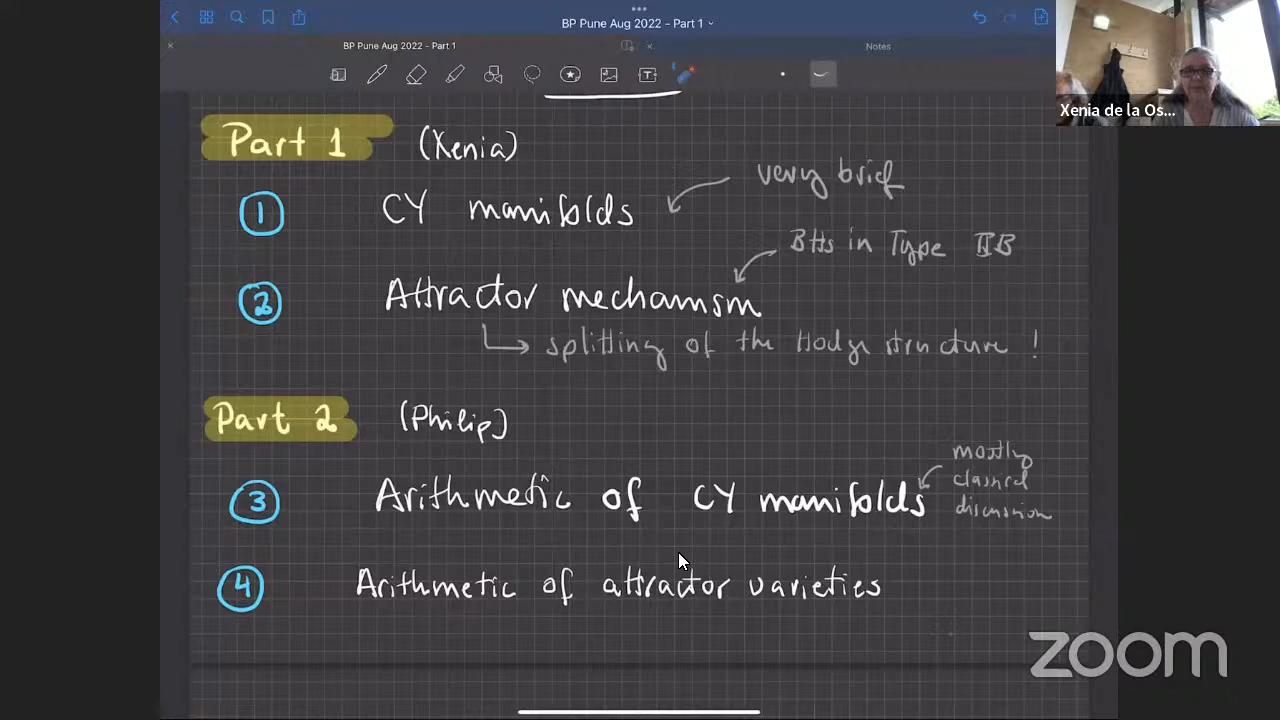 BP Pune Aug 2022 - Part 1
BP Pune Aug 2022 - Part 1
Notes
Xenia de la Os...
Part 1 (Xenia)
very brief
1 CY manifolds
BHs in Type IIB
2 Attractor mechanism
splitting of the Hodge structure !
Part 2 (Philip)
mostly
classical
discussion
3 Arithmetic of CY manifolds
4 Arithmetic of attractor varieties
zoom